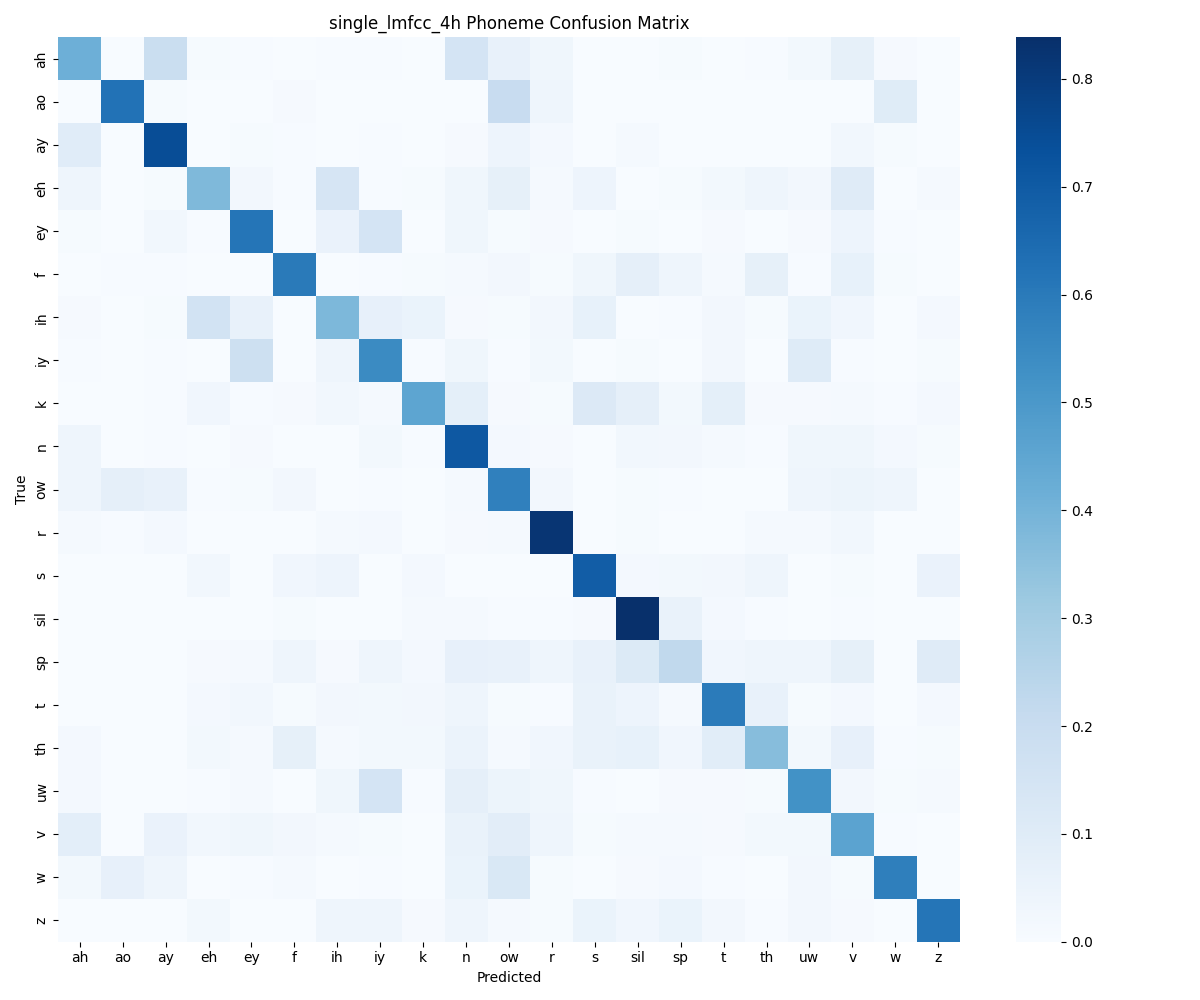 single_lmfcc_4h Phoneme Confusion Matrix
True
ah
ao
ay
eh
ey
f
ih
iy
k
n
ow
r
s
sil
sp
t
th
uw
v
w
z
ah ao ay eh ey f ih iy k n ow r s sil sp t th uw v w z
Predicted
0.8
0.7
0.6
0.5
0.4
0.3
0.2
0.1
0.0